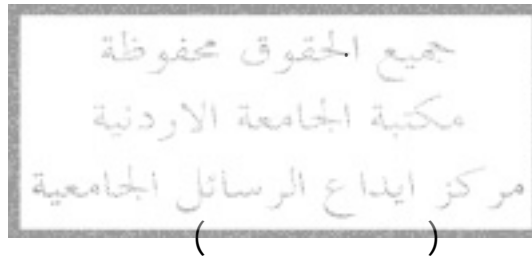 جميع الحقوق محفوظة
مكتبة الجامعة الاردنية
مركز ايداع الرسائل الجامعية
( )